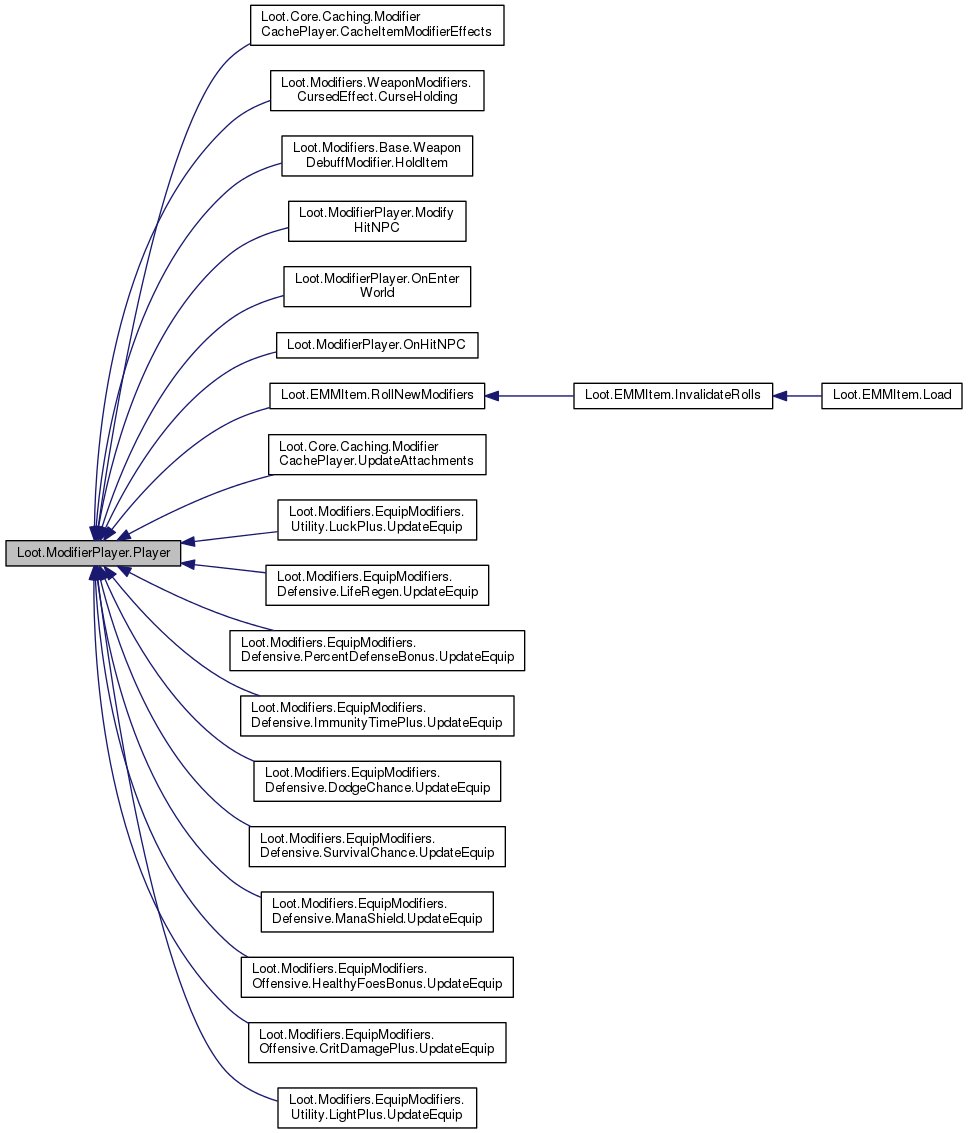 Loot.Core.Caching.Modifier
CachePlayer.CacheItemModifierEffects
Loot.Modifiers.WeaponModifiers.
CursedEffect.CurseHolding
Loot.Modifiers.Base.Weapon
DebuffModifier.HoldItem
Loot.ModifierPlayer.Modify
HitNPC
Loot.ModifierPlayer.OnEnter
World
Loot.ModifierPlayer.OnHitNPC
Loot.EMMItem.RollNewModifiers
Loot.EMMItem.InvalidateRolls
Loot.EMMItem.Load
Loot.Core.Caching.Modifier
CachePlayer.UpdateAttachments
Loot.Modifiers.EquipModifiers.
Utility.LuckPlus.UpdateEquip
Loot.ModifierPlayer.Player
Loot.Modifiers.EquipModifiers.
Defensive.LifeRegen.UpdateEquip
Loot.Modifiers.EquipModifiers.
Defensive.PercentDefenseBonus.UpdateEquip
Loot.Modifiers.EquipModifiers.
Defensive.ImmunityTimePlus.UpdateEquip
Loot.Modifiers.EquipModifiers.
Defensive.DodgeChance.UpdateEquip
Loot.Modifiers.EquipModifiers.
Defensive.SurvivalChance.UpdateEquip
Loot.Modifiers.EquipModifiers.
Defensive.ManaShield.UpdateEquip
Loot.Modifiers.EquipModifiers.
Offensive.HealthyFoesBonus.UpdateEquip
Loot.Modifiers.EquipModifiers.
Offensive.CritDamagePlus.UpdateEquip
Loot.Modifiers.EquipModifiers.
Utility.LightPlus.UpdateEquip